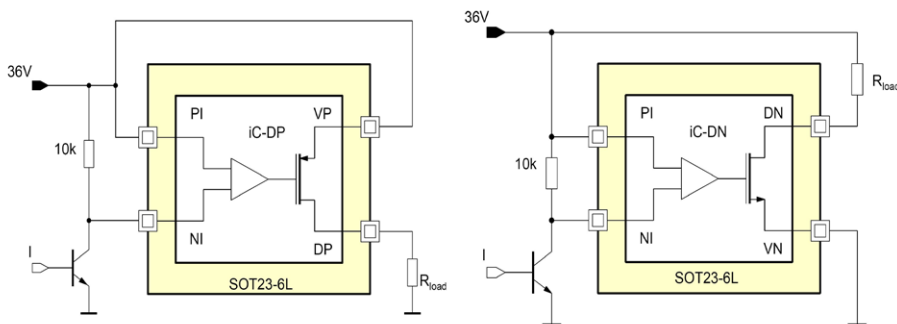 36V
PI
VP
iC-DP
10k
NI
DP
I
SOT23-6L
Rload
36V
PI
DN
iC-DN
10k
NI
VN
I
SOT23-6L
Rload